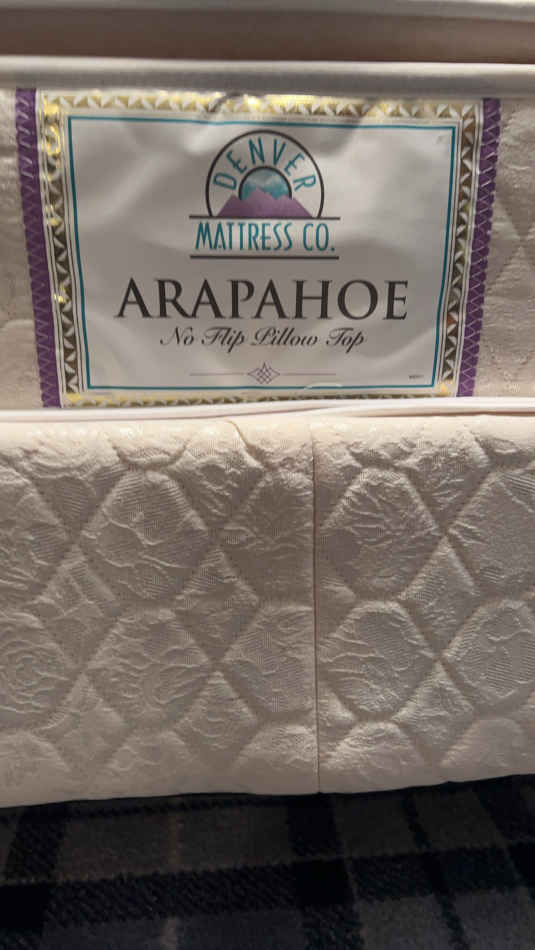 DENVER
MATTRESS CO.
ARAPAHOE
No Flip Pillow Top